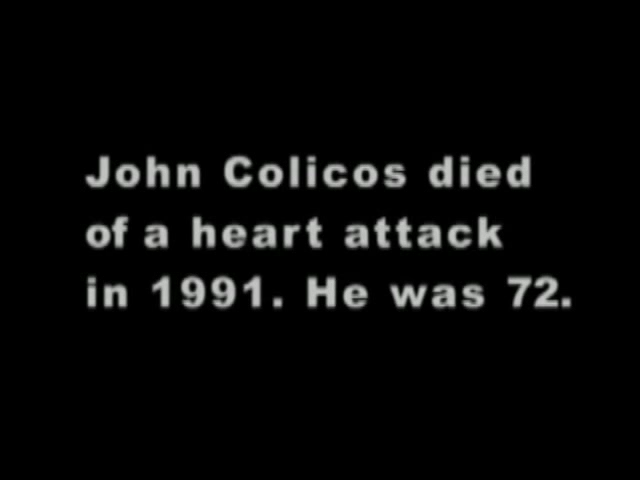 John Colicos died
of a heart attack
in 1991. He was 72.